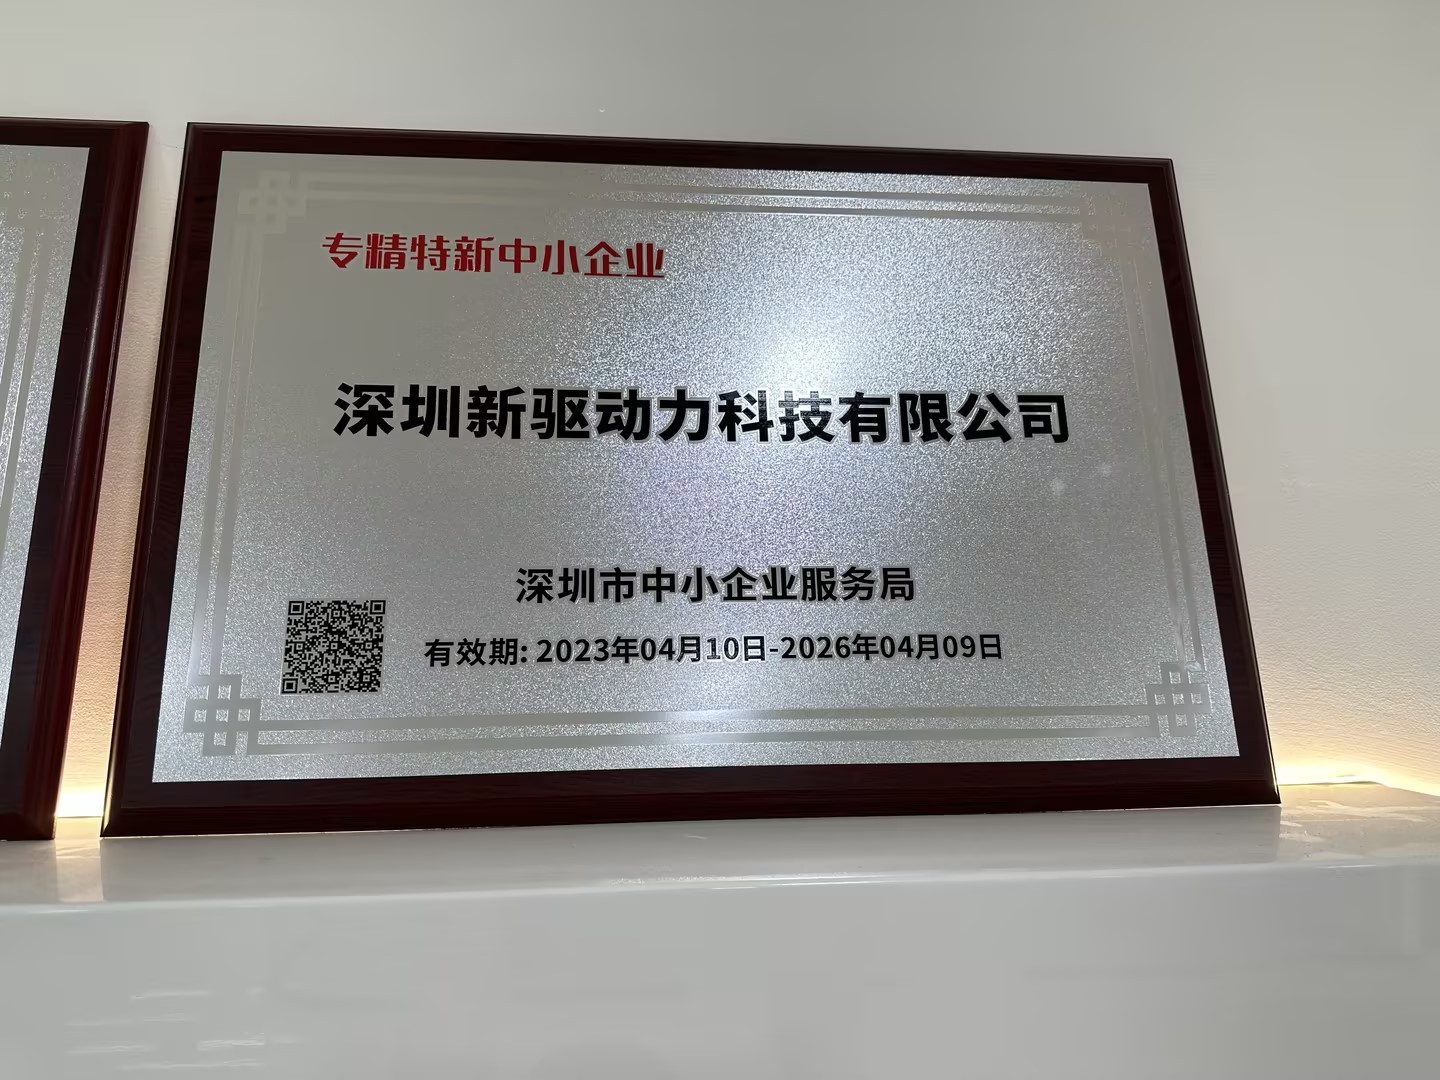 专精特新中小企业
深圳新驱动力科技有限公司
深圳市中小企业服务局
有效期: 2023年04月10日-2026年04月09日